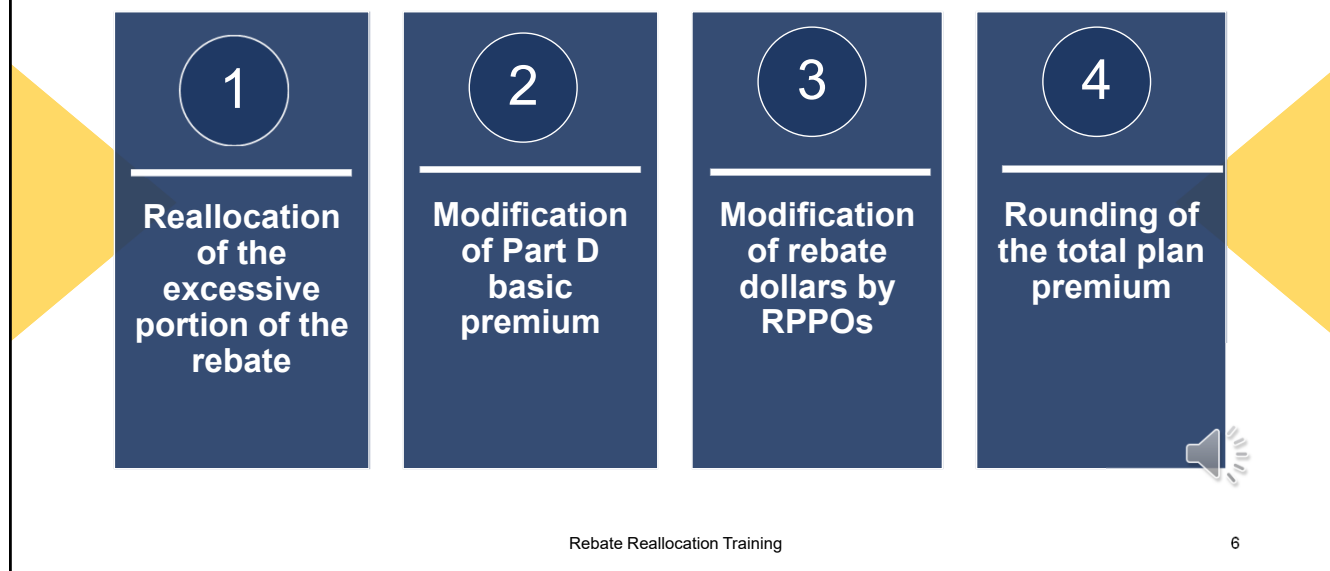 1
Reallocation
of the
excessive
portion of the
rebate
2
Modification
of Part D
basic
premium
3
Modification
of rebate
dollars by
RPPOs
4
Rounding of
the total plan
premium
Rebate Reallocation Training
6